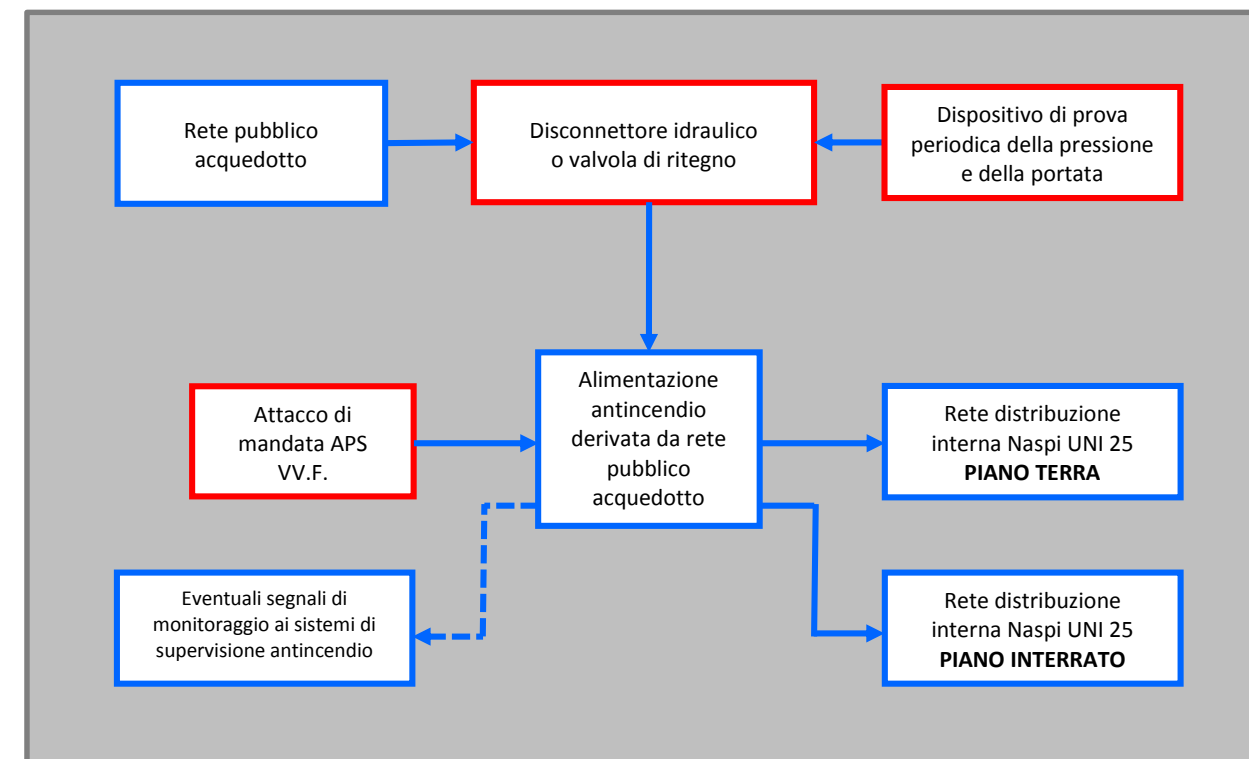 Rete pubblico
acquedotto
Disconnettore idraulico
o valvola di ritegno
Dispositivo di prova
periodica della pressione
e della portata
Attacco di
mandata APS
VV.F.
Alimentazione
antincendio
derivata da rete
pubblico
acquedotto
Rete distribuzione
interna Naspi UNI 25
PIANO TERRA
Eventuali segnali di
monitoraggio ai sistemi di
supervisione antincendio
Rete distribuzione
interna Naspi UNI 25
PIANO INTERRATO